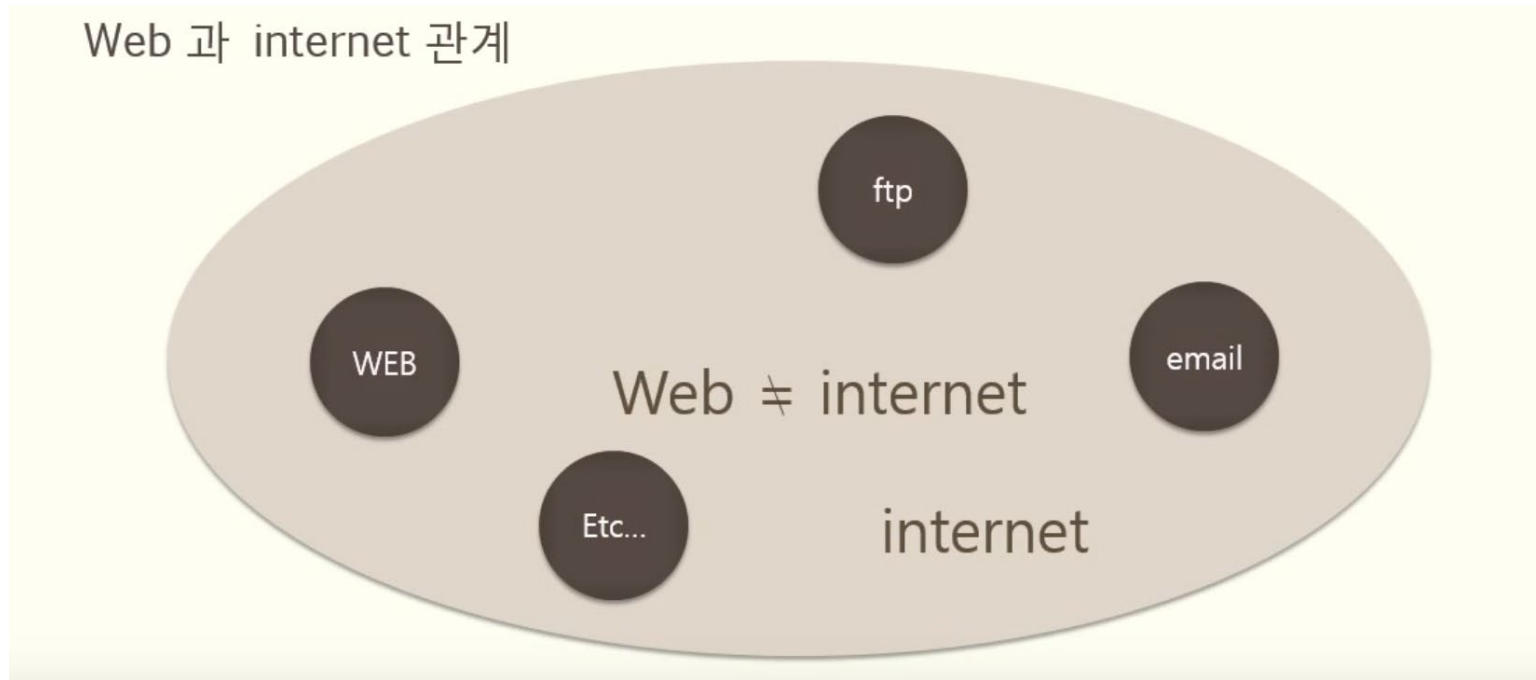 Web 과 internet 관계
ftp
WEB
email
Web ≠ internet
Etc...
internet